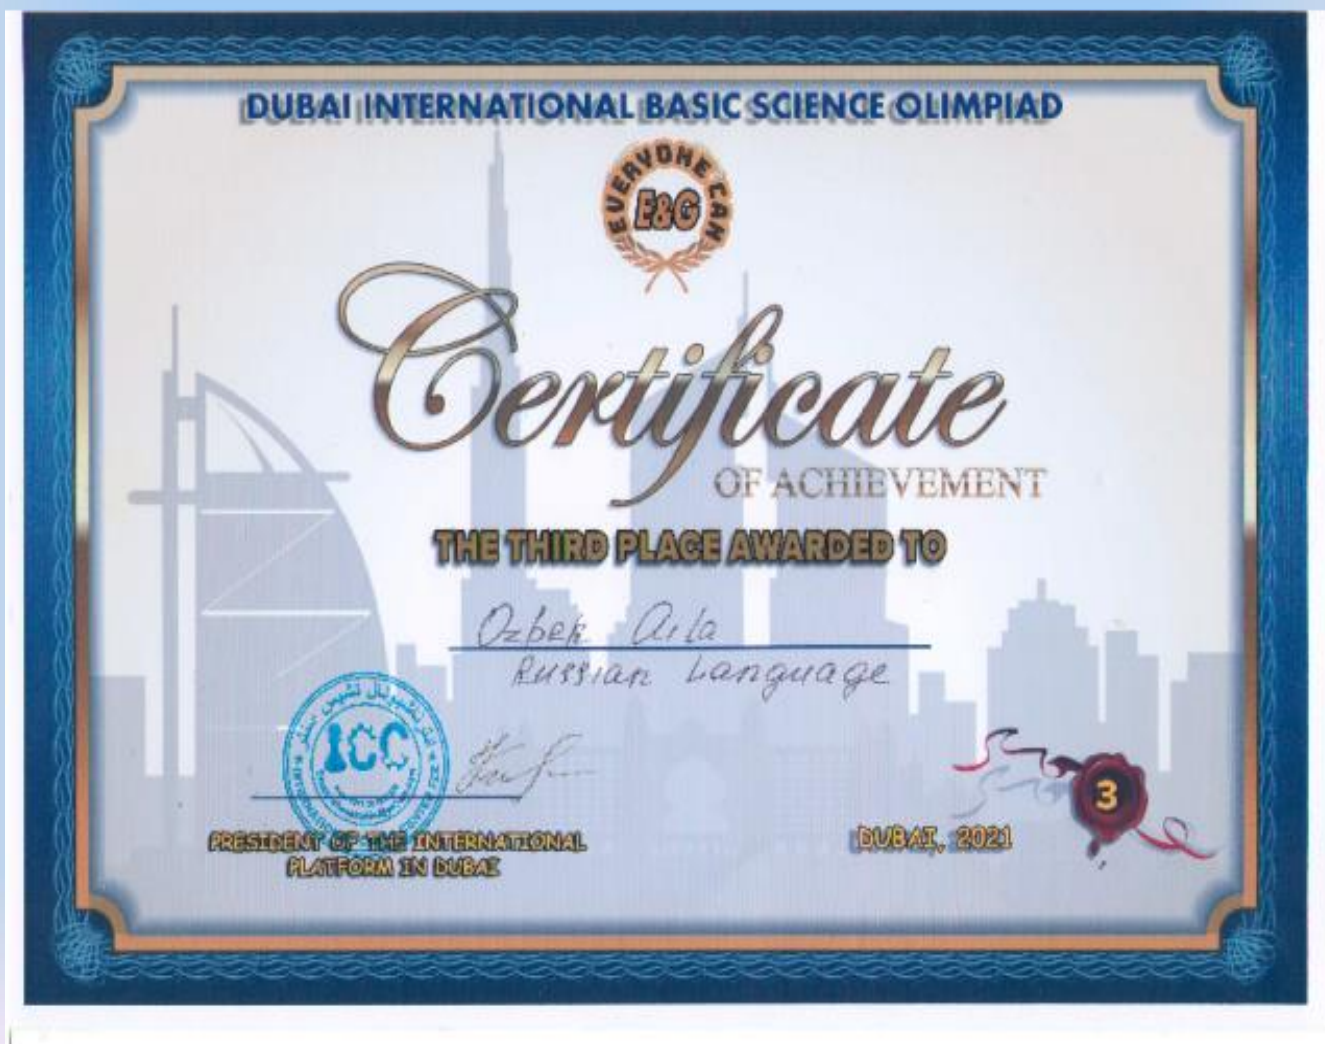 DUBAI INTERNATIONAL BASIC SCIENCE OLIMPIAD
EVERYONE CAN
E&G
Certificate
OF ACHIEVEMENT
THE THIRD PLACE AWARDED TO
Ozbek Aila
Russian Language
ICC
PRESIDENT OF THE INTERNATIONAL
PLATFORM IN DUBAI
DUBAI, 2021
3